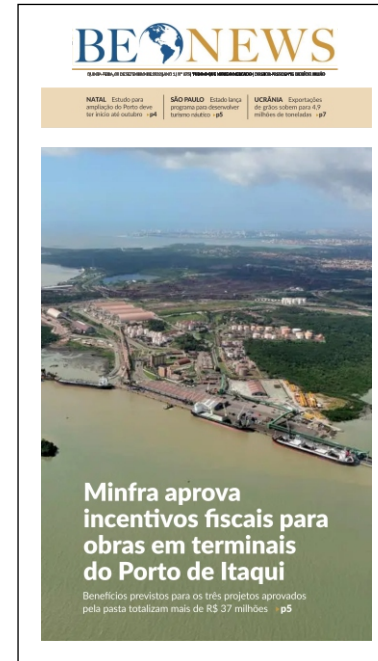 BE NEWS
NATAL Estudo para
ampliação do Porto deve
ter início até outubro ▸p4
SÃO PAULO Estado lança
programa para desenvolver
turismo náutico ▸p5
UCRÂNIA Exportações
de grãos sobem para 4,9
milhões de toneladas ▸p7
Minfra aprova
incentivos fiscais para
obras em terminais
do Porto de Itaqui
Benefícios previstos para os três projetos aprovados
pela pasta totalizam mais de R$ 37 milhões ▸p5